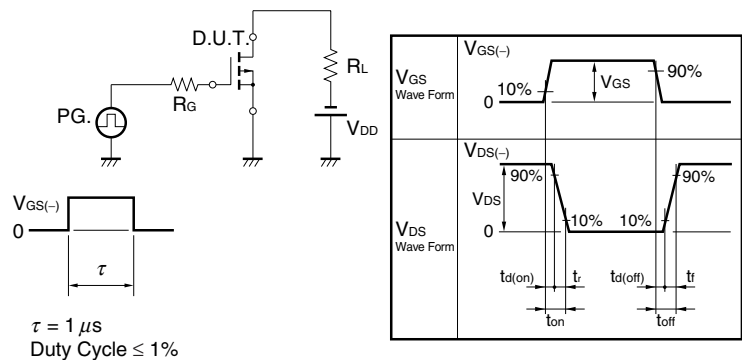 D.U.T.
RL
RG
PG.
VDD
VGS(−)
0
τ
τ = 1 μs
Duty Cycle ≤ 1%
VGS
Wave Form
VGS(−)
10%
VGS
90%
0
VDS
Wave Form
VDS(−)
90%
90%
VDS
10%
10%
0
td(on)
tr
td(off)
tf
ton
toff